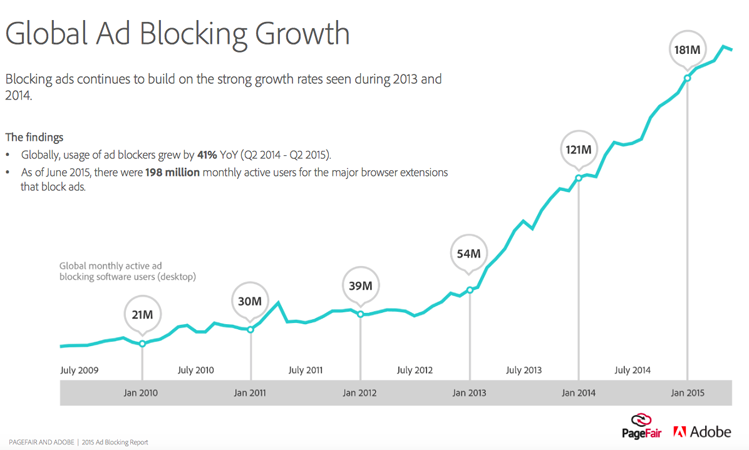 Global Ad Blocking Growth
Blocking ads continues to build on the strong growth rates seen during 2013 and
2014.
The findings
• Globally, usage of ad blockers grew by 41% YoY (Q2 2014 - Q2 2015).
• As of June 2015, there were 198 million monthly active users for the major browser extensions
that block ads.
Global monthly active ad
blocking software users (desktop)
21M
30M
39M
54M
121M
181M
July 2009
July 2010
July 2011
July 2012
July 2013
July 2014
Jan 2010
Jan 2011
Jan 2012
Jan 2013
Jan 2014
Jan 2015
PAGEFAIR AND ADOBE | 2015 Ad Blocking Report
PageFair
Adobe